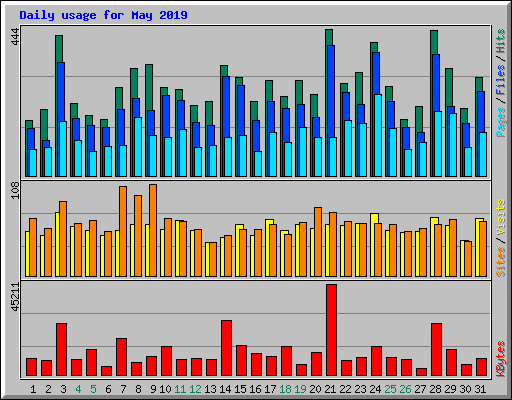 Daily usage for May 2019
444
Pages / Files / Hits
108
Sites / Visits
45211
KBytes
1 2 3 4 5 6 7 8 9 10 11 12 13 14 15 16 17 18 19 20 21 22 23 24 25 26 27 28 29 30 31